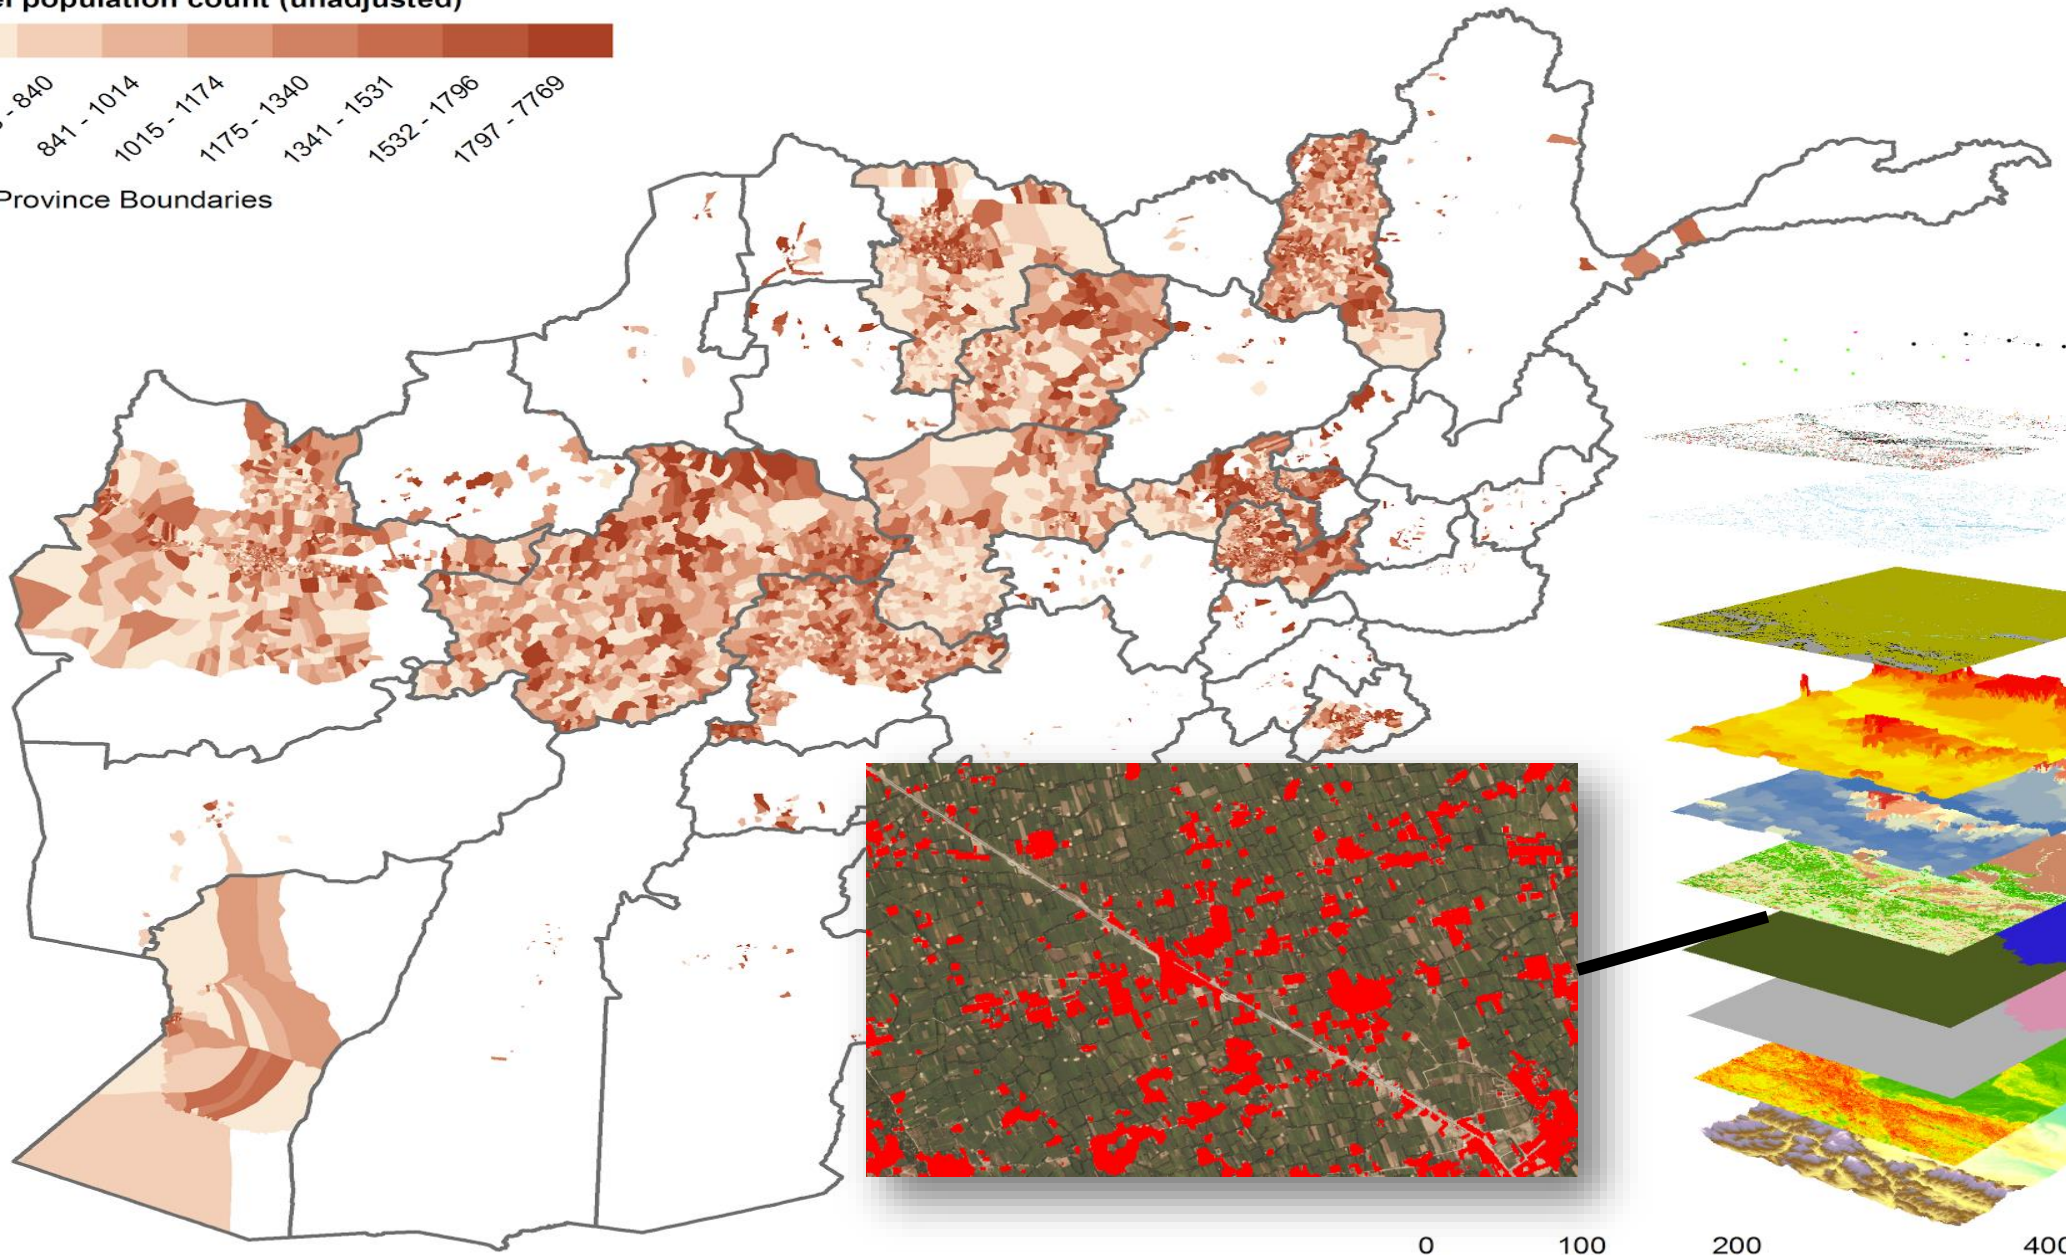 population count (unadjusted)
- 840
841 - 1014
1015 - 1174
1175 - 1340
1341 - 1531
1532 - 1796
1797 - 7769
Province Boundaries
0 100 200